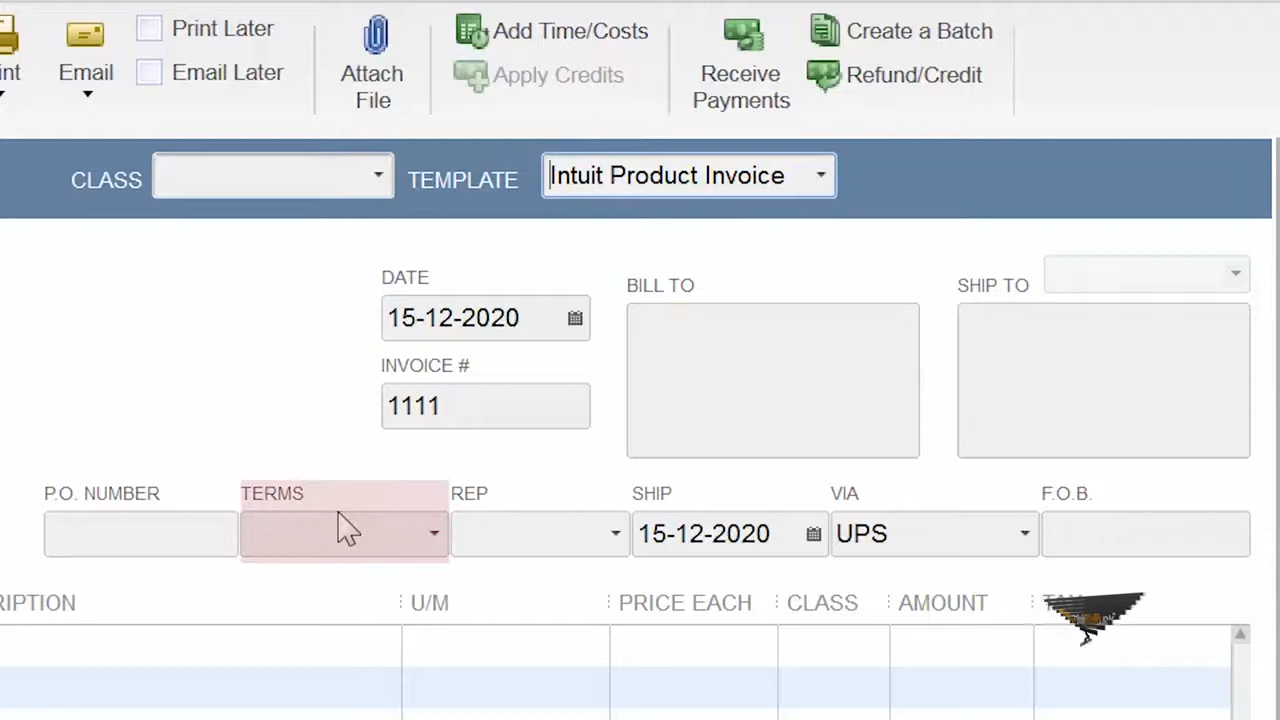 Print Later
Add Time/Costs
Create a Batch
Email
Email Later
Attach File
Apply Credits
Receive Payments
Refund/Credit
CLASS
TEMPLATE
Intuit Product Invoice
DATE
15-12-2020
INVOICE #
1111
BILL TO
SHIP TO
P.O. NUMBER
TERMS
REP
SHIP
VIA
F.O.B.
15-12-2020
UPS
RIPTION
U/M
PRICE EACH
CLASS
AMOUNT